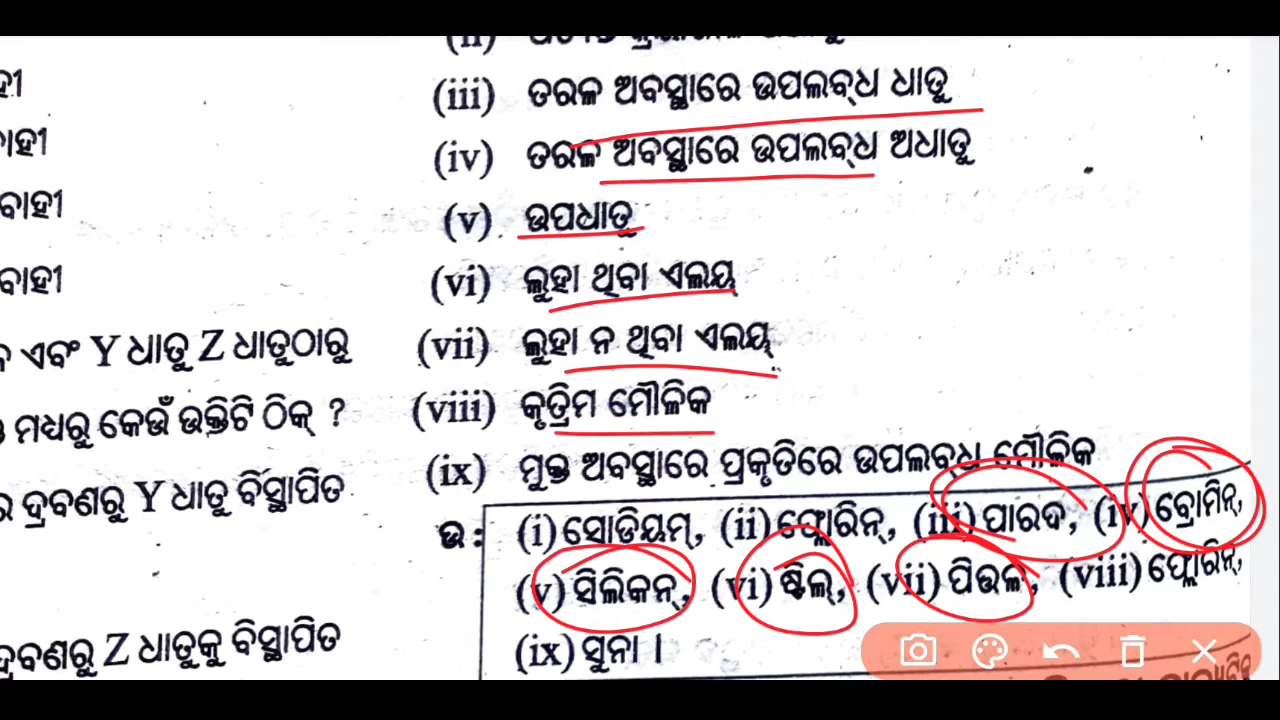 (iii) ତରଳ ଅବସ୍ଥାରେ ଉପଲବ୍ଧ ଧାତୁ
(iv) ତରଳ ଅବସ୍ଥାରେ ଉପଲବ୍ଧ ଅଧାତୁ
(v) ଉପଧାତୁ
(vi) ଲୁହା ଥିବା ଏଲୟ୍
(vii) ଲୁହା ନ ଥିବା ଏଲୟ୍
(viii) କୃତ୍ରିମ ମୌଳିକ
(ix) ମୁକ୍ତ ଅବସ୍ଥାରେ ପ୍ରକୃତିରେ ଉପଲବ୍ଧ ମୌଳିକ
ଉ : (i) ସୋଡିୟମ୍, (ii) ଫ୍ଲୋରିନ୍, (iii) ପାରଦ, (iv) ବ୍ରୋମିନ୍,
(v) ସିଲିକନ୍, (vi) ଷ୍ଟିଲ୍, (vii) ପିଉଳ (viii) ଫ୍ଲୋରିନ୍,
(ix) ସୁନା ।
ଏବଂ Y ଧାତୁ Z ଧାତୁଠାରୁ
ମଧ୍ୟରୁ କେଉଁ ଉକ୍ତିଟି ଠିକ୍ ?
ଦ୍ରବଣରୁ Y ଧାତୁ ବିସ୍ଥାପିତ
ଦ୍ରବଣରୁ Z ଧାତୁକୁ ବିସ୍ଥାପିତ